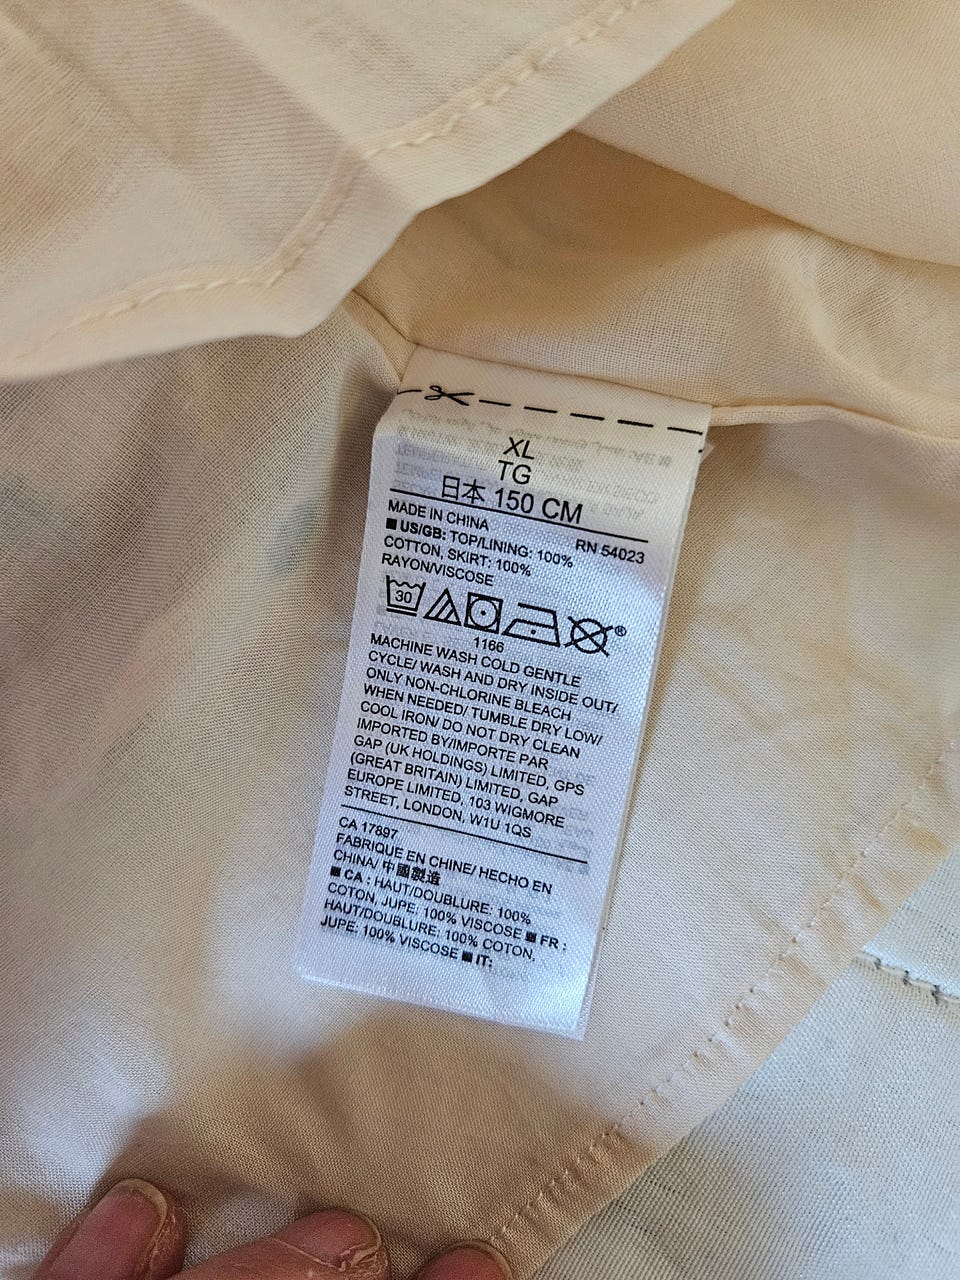 XL
TG
日本 150 CM
MADE IN CHINA
RN 54023
■ US/GB: TOP/LINING: 100%
COTTON, SKIRT: 100%
RAYON/VISCOSE
30
®
1166
MACHINE WASH COLD GENTLE
CYCLE/ WASH AND DRY INSIDE OUT/
ONLY NON-CHLORINE BLEACH
WHEN NEEDED/ TUMBLE DRY LOW/
COOL IRON/ DO NOT DRY CLEAN
IMPORTED BY/IMPORTE PAR
GAP (UK HOLDINGS) LIMITED, GPS
(GREAT BRITAIN) LIMITED, GAP
EUROPE LIMITED, 103 WIGMORE
STREET, LONDON, W1U 1QS
CA 17897
FABRIQUE EN CHINE/ HECHO EN
CHINA/ 中國製造
■ CA : HAUT/DOUBLURE: 100%
COTON, JUPE: 100% VISCOSE ■ FR :
HAUT/DOUBLURE: 100% COTON,
JUPE: 100% VISCOSE ■ IT: